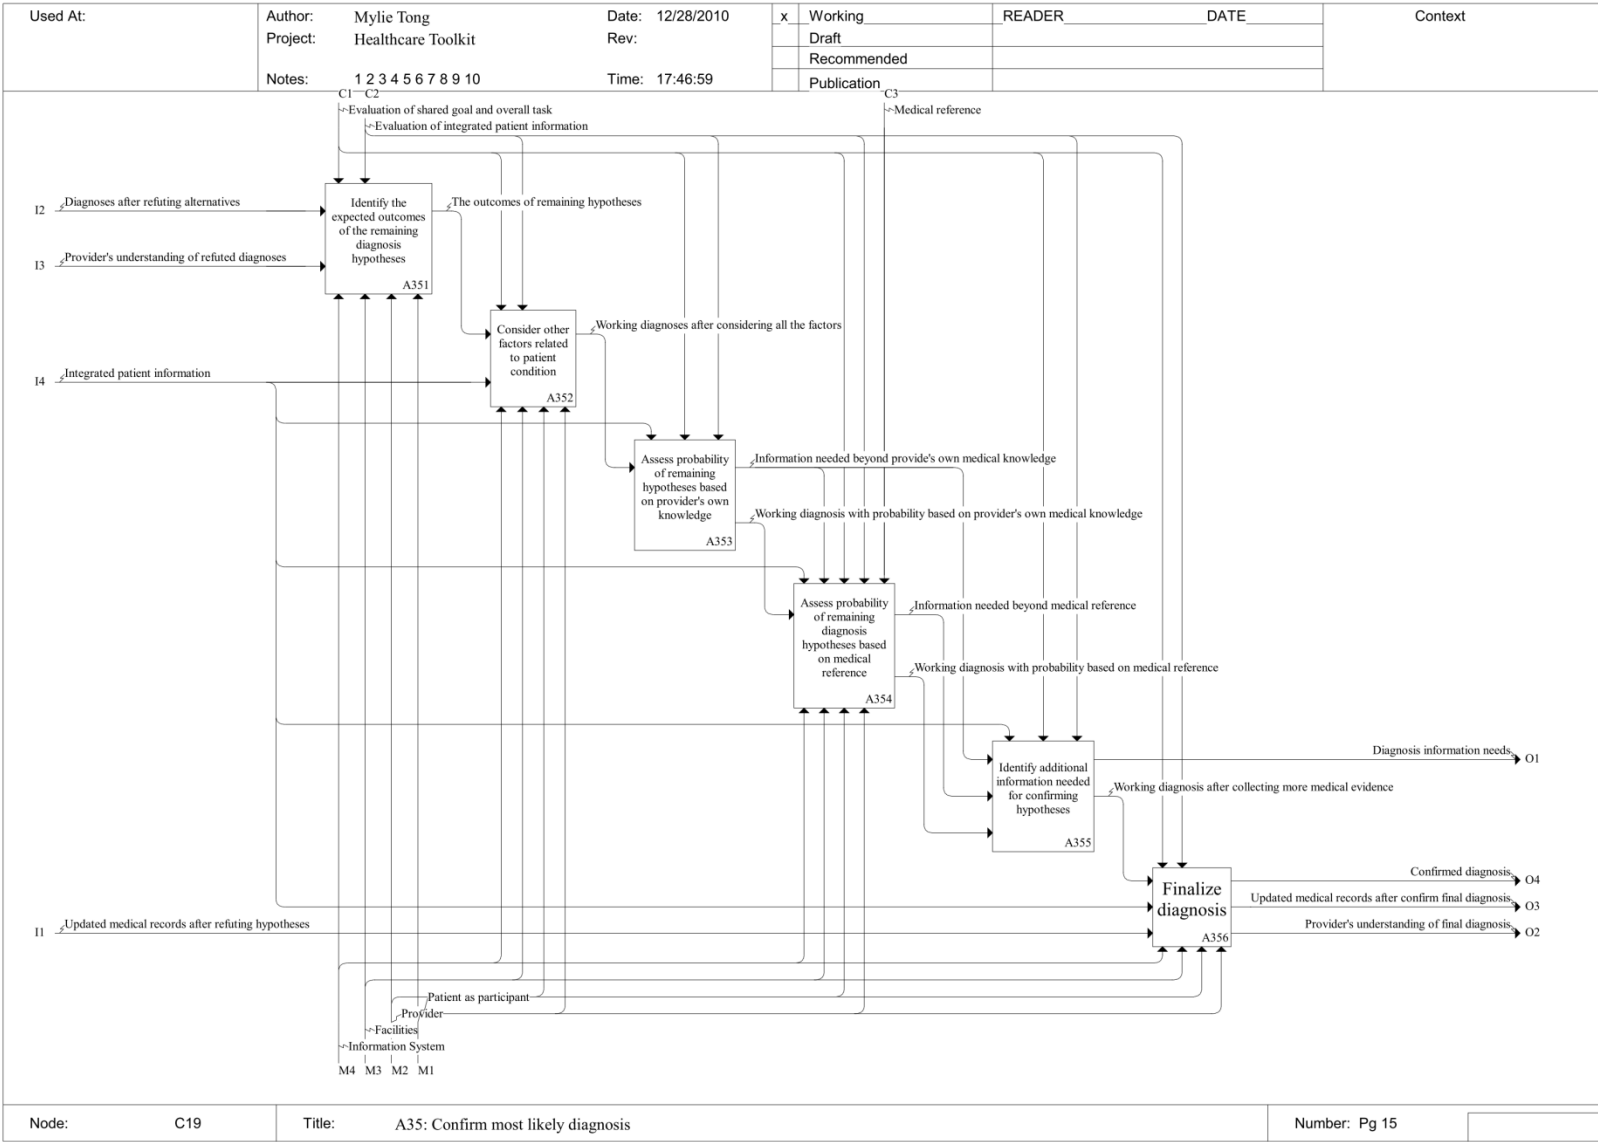 Used At:
Author: Mylie Tong
Date: 12/28/2010
x Working
READER DATE
Context
Project: Healthcare Toolkit
Rev:
Draft
Recommended
Notes: 1 2 3 4 5 6 7 8 9 10
Time: 17:46:59
Publication
C1 C2
C3
Evaluation of shared goal and overall task
Medical reference
Evaluation of integrated patient information
I2
Diagnoses after refuting alternatives
I3
Provider's understanding of refuted diagnoses
Identify the
expected outcomes
of the remaining
diagnosis
hypotheses
A351
The outcomes of remaining hypotheses
Consider other
factors related
to patient
condition
A352
Working diagnoses after considering all the factors
I4
Integrated patient information
Assess probability
of remaining
hypotheses based
on provider's own
knowledge
A353
Information needed beyond provide's own medical knowledge
Working diagnosis with probability based on provider's own medical knowledge
Assess probability
of remaining
diagnosis
hypotheses based
on medical
reference
A354
Information needed beyond medical reference
Working diagnosis with probability based on medical reference
Identify additional
information needed
for confirming
hypotheses
A355
Diagnosis information needs
O1
Working diagnosis after collecting more medical evidence
Finalize
diagnosis
A356
Confirmed diagnosis
O4
Updated medical records after confirm final diagnosis
O3
Provider's understanding of final diagnosis
O2
I1
Updated medical records after refuting hypotheses
Patient as participant
Provider
Facilities
Information System
M4 M3 M2 M1
Node: C19
Title: A35: Confirm most likely diagnosis
Number: Pg 15